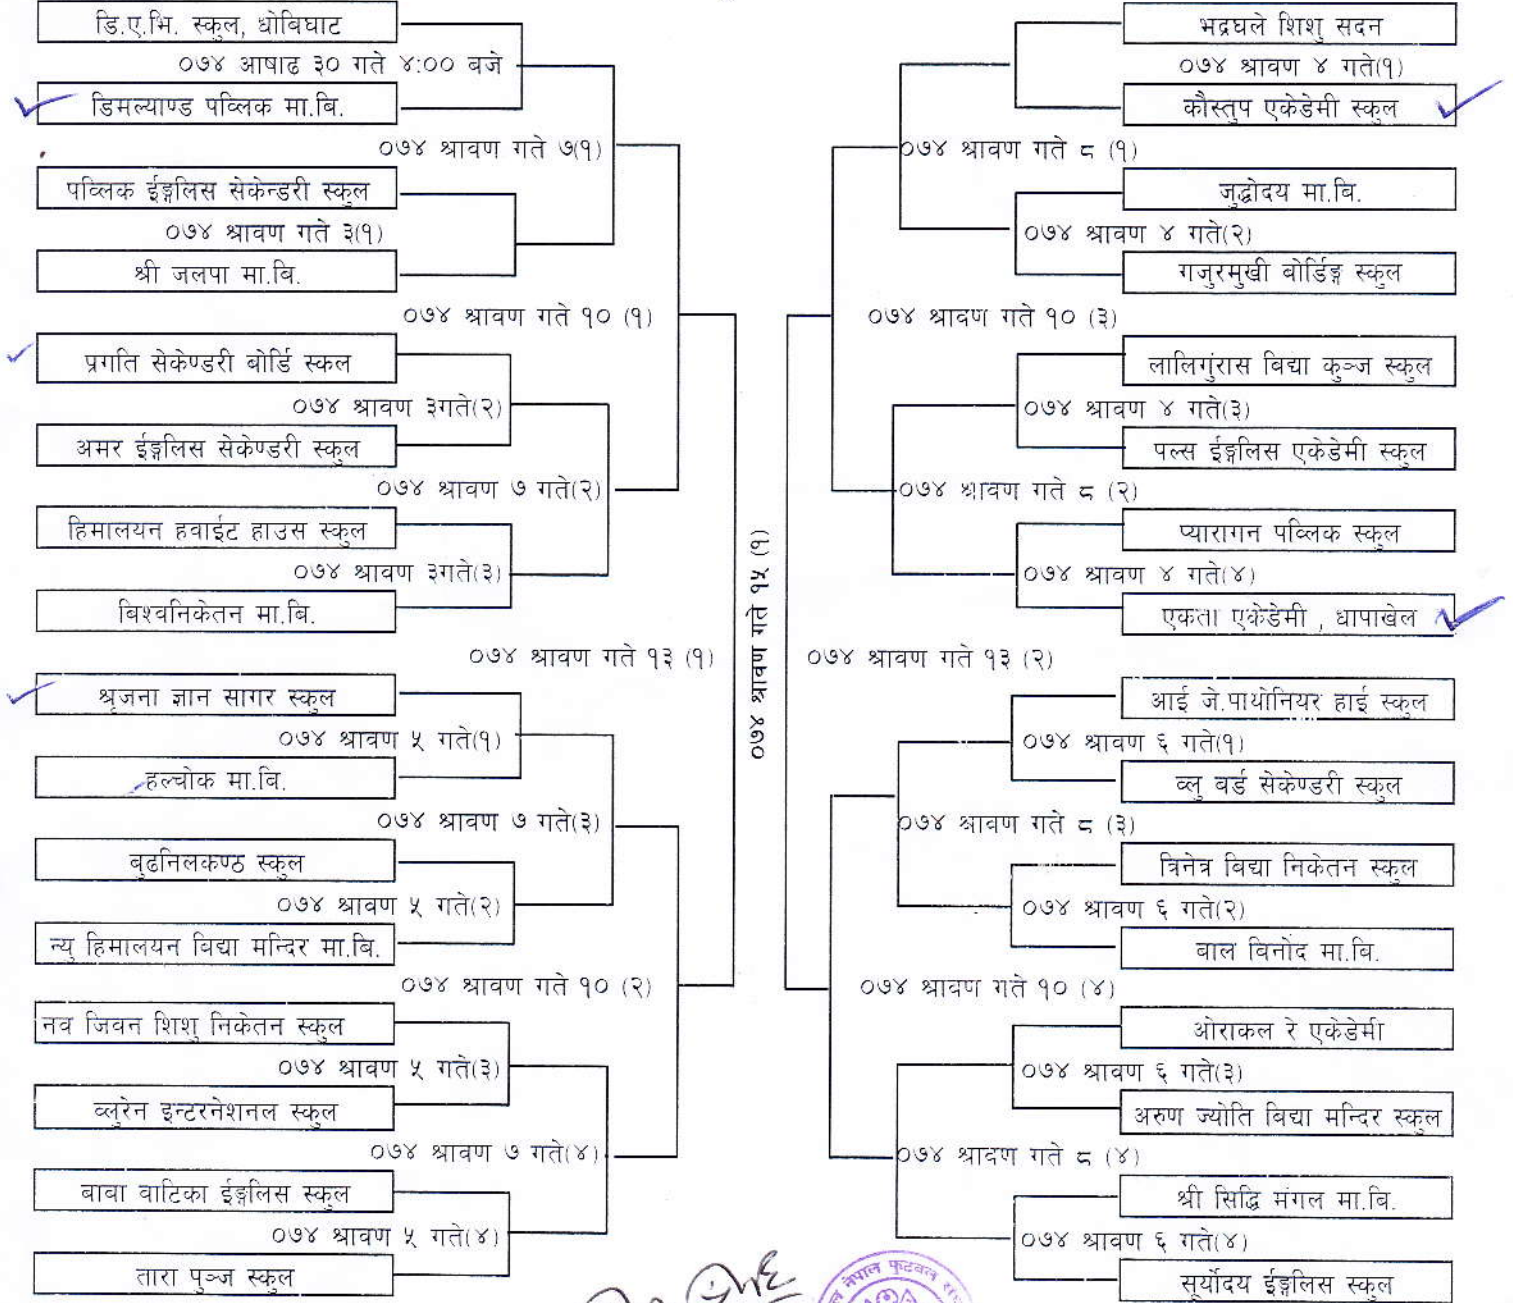 डि.ए.भि. स्कुल, धोबिघाट
०७४ आषाढ ३० गते ४:०० बजे
डिमल्याण्ड पव्लिक मा.बि.
०७४ श्रावण गते ७(१)
पव्लिक ईङ्गलिस सेकेन्डरी स्कुल
०७४ श्रावण गते ३(१)
श्री जलपा मा.बि.
०७४ श्रावण गते १० (१)
प्रगति सेकेण्डरी बोर्डि स्कल
०७४ श्रावण ३गते(२)
अमर ईङ्गलिस सेकेण्डरी स्कुल
०७४ श्रावण ७ गते(२)
हिमालयन हवाईट हाउस स्कुल
०७४ श्रावण ३गते(३)
बिश्वनिकेतन मा.बि.
०७४ श्रावण गते १३ (१)
श्रृजना ज्ञान सागर स्कुल
०७४ श्रावण ५ गते(१)
हल्चोक मा.बि.
०७४ श्रावण ७ गते(३)
बुढनिलकण्ठ स्कुल
०७४ श्रावण ५ गते(२)
न्यु हिमालयन विद्या मन्दिर मा.बि.
०७४ श्रावण गते १० (२)
नव जिवन शिशु निकेतन स्कुल
०७४ श्रावण ५ गते(३)
व्लुरेन इन्टरनेशनल स्कुल
०७४ श्रावण ७ गते(४)
बाबा वाटिका ईङ्गलिस स्कुल
०७४ श्रावण ५ गते(४)
तारा पुञ्ज स्कुल
०७४ श्रावण गते १५ (१)
भद्रघले शिशु सदन
०७४ श्रावण ४ गते(१)
कौस्तुप एकेडेमी स्कुल
०७४ श्रावण गते ८ (१)
जुद्धोदय मा.बि.
०७४ श्रावण ४ गते(२)
गजुरमुखी बोर्डिङ्ग स्कुल
०७४ श्रावण गते १० (३)
लालिगुंरास विद्या कुञ्ज स्कुल
०७४ श्रावण ४ गते(३)
पल्स ईङ्गलिस एकेडेमी स्कुल
०७४ श्रावण गते ८ (२)
प्यारागन पव्लिक स्कुल
०७४ श्रावण ४ गते(४)
एकता एकेडेमी , धापाखेल
०७४ श्रावण गते १३ (२)
आई जे.पायोनियर हाई स्कुल
०७४ श्रावण ६ गते(१)
व्लु बर्ड सेकेण्डरी स्कुल
०७४ श्रावण गते ८ (३)
त्रिनेत्र बिद्या निकेतन स्कुल
०७४ श्रावण ६ गते(२)
बाल बिनोद मा.बि.
०७४ श्रावण गते १० (४)
ओराकल रे एकेडेमी
०७४ श्रावण ६ गते(३)
अरुण ज्योति बिद्या मन्दिर स्कुल
०७४ श्रावण गते ८ (४)
श्री सिद्धि मंगल मा.बि.
०७४ श्रावण ६ गते(४)
सूर्योदय ईङ्गलिस स्कुल
नेपाल फुटबल